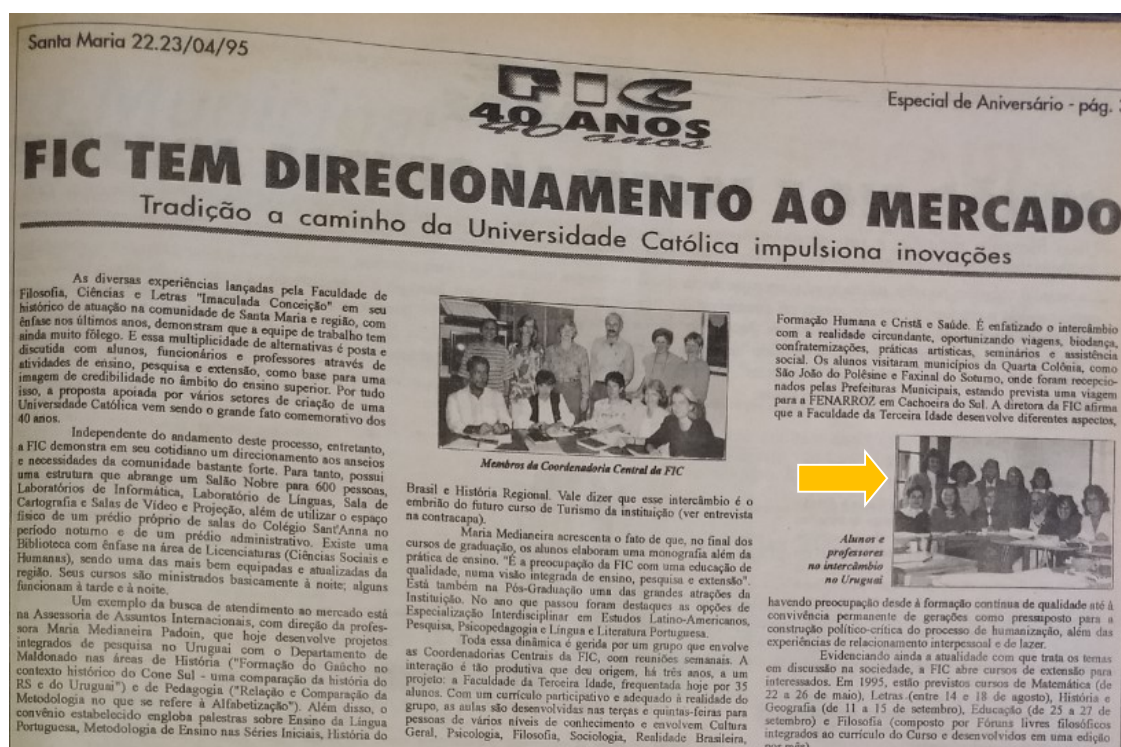 Santa Maria 22.23/04/95
FIC
40 ANOS
40 anos
Especial de Aniversário - pág.
FIC TEM DIRECIONAMENTO AO MERCADO
Tradição a caminho da Universidade Católica impulsiona inovações
As diversas experiências lançadas pela Faculdade de
Filosofia, Ciências e Letras "Imaculada Conceição" em seu
histórico de atuação na comunidade de Santa Maria e região, com
ênfase nos últimos anos, demonstram que a equipe de trabalho tem
ainda muito fôlego. E essa multiplicidade de alternativas é posta e
discutida com alunos, funcionários e professores através de
atividades de ensino, pesquisa e extensão, como base para uma
imagem de credibilidade no âmbito do ensino superior. Por tudo
isso, a proposta apoiada por vários setores de criação de uma
Universidade Católica vem sendo o grande fato comemorativo dos
40 anos.
Independente do andamento deste processo, entretanto,
a FIC demonstra em seu cotidiano um direcionamento aos anseios
e necessidades da comunidade bastante forte. Para tanto, possui
uma estrutura que abrange um Salão Nobre para 600 pessoas,
Laboratórios de Informática, Laboratório de Línguas, Sala de
Cartografia e Salas de Vídeo e Projeção, além de utilizar o espaço
físico de um prédio próprio de salas do Colégio Sant'Anna no
período noturno e de um prédio administrativo. Existe uma
Biblioteca com ênfase na área de Licenciaturas (Ciências Sociais e
Humanas), sendo uma das mais bem equipadas e atualizadas da
região. Seus cursos são ministrados basicamente à noite; alguns
funcionam à tarde e à noite.
Um exemplo da busca de atendimento ao mercado está
na Assessoria de Assuntos Internacionais, com direção da profes-
sora Maria Medianeira Padoin, que hoje desenvolve projetos
integrados de pesquisa no Uruguai com o Departamento de
Maldonado nas áreas de História ("Formação do Gaúcho no
contexto histórico do Cone Sul - uma comparação da história do
RS e do Uruguai") e de Pedagogia ("Relação e Comparação da
Metodologia no que se refere à Alfabetização"). Além disso, o
convênio estabelecido engloba palestras sobre Ensino da Língua
Portuguesa, Metodologia de Ensino nas Séries Iniciais, História do
Membros da Coordenadoria Central da FIC
Brasil e História Regional. Vale dizer que esse intercâmbio é o
embrião do futuro curso de Turismo da instituição (ver entrevista
na contracapa).
Maria Medianeira acrescenta o fato de que, no final dos
cursos de graduação, os alunos elaboram uma monografia além da
prática de ensino. "É a preocupação da FIC com uma educação de
qualidade, numa visão integrada de ensino, pesquisa e extensão".
Está também na Pós-Graduação uma das grandes atrações da
Instituição. No ano que passou foram destaques as opções de
Especialização Interdisciplinar em Estudos Latino-Americanos,
Pesquisa, Psicopedagogia e Língua e Literatura Portuguesa.
Toda essa dinâmica é gerida por um grupo que envolve
as Coordenadorias Centrais da FIC, com reuniões semanais. A
interação é tão produtiva que deu origem, há três anos, a um
projeto: a Faculdade da Terceira Idade, frequentada hoje por 35
alunos. Com um currículo participativo e adequado à realidade do
grupo, as aulas são desenvolvidas nas terças e quintas-feiras para
pessoas de vários níveis de conhecimento e envolvem Cultura
Geral, Psicologia, Filosofia, Sociologia, Realidade Brasileira,
Formação Humana e Cristã e Saúde. É enfatizado o intercâmbio
com a realidade circundante, oportunizando viagens, biodança,
confraternizações, práticas artísticas, seminários e assistência
social. Os alunos visitaram municípios da Quarta Colônia, como
São João do Polêsine e Faxinal do Soturno, onde foram recepcio-
nados pelas Prefeituras Municipais, estando prevista uma viagem
para a FENARROZ em Cachoeira do Sul. A diretora da FIC afirma
que a Faculdade da Terceira Idade desenvolve diferentes aspectos,
Alunos e
professores
no intercâmbio
no Uruguai
havendo preocupação desde à formação contínua de qualidade até à
convivência permanente de gerações como pressuposto para a
construção político-crítica do processo de humanização, além das
experiências de relacionamento interpessoal e de lazer.
Evidenciando ainda a atualidade com que trata os temas
em discussão na sociedade, a FIC abre cursos de extensão para
interessados. Em 1995, estão previstos cursos de Matemática (de
22 a 26 de maio), Letras (entre 14 e 18 de agosto), História e
Geografia (de 11 a 15 de setembro), Educação (de 25 a 27 de
setembro) e Filosofia (composto por Fóruns livres filosóficos
integrados ao currículo do Curso e desenvolvidos em uma edição